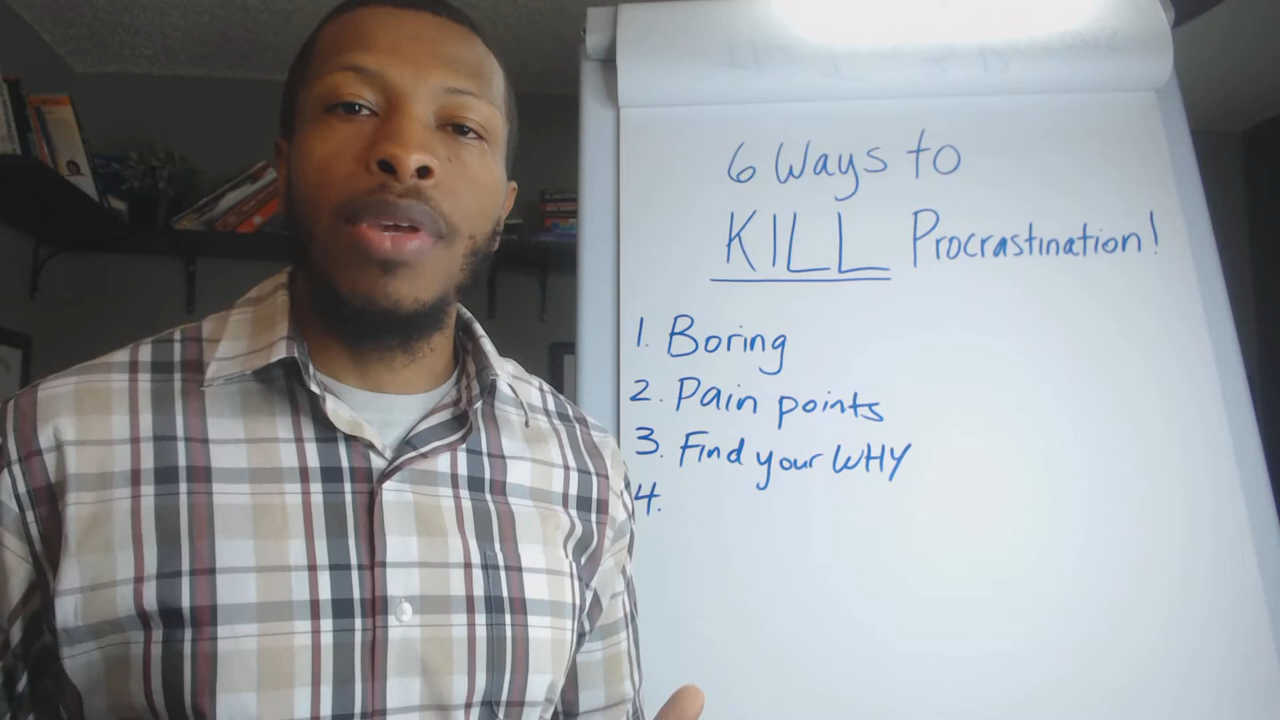 6 Ways to
KILL Procrastination!
1. Boring
2. Pain points
3. Find your WHY
4.